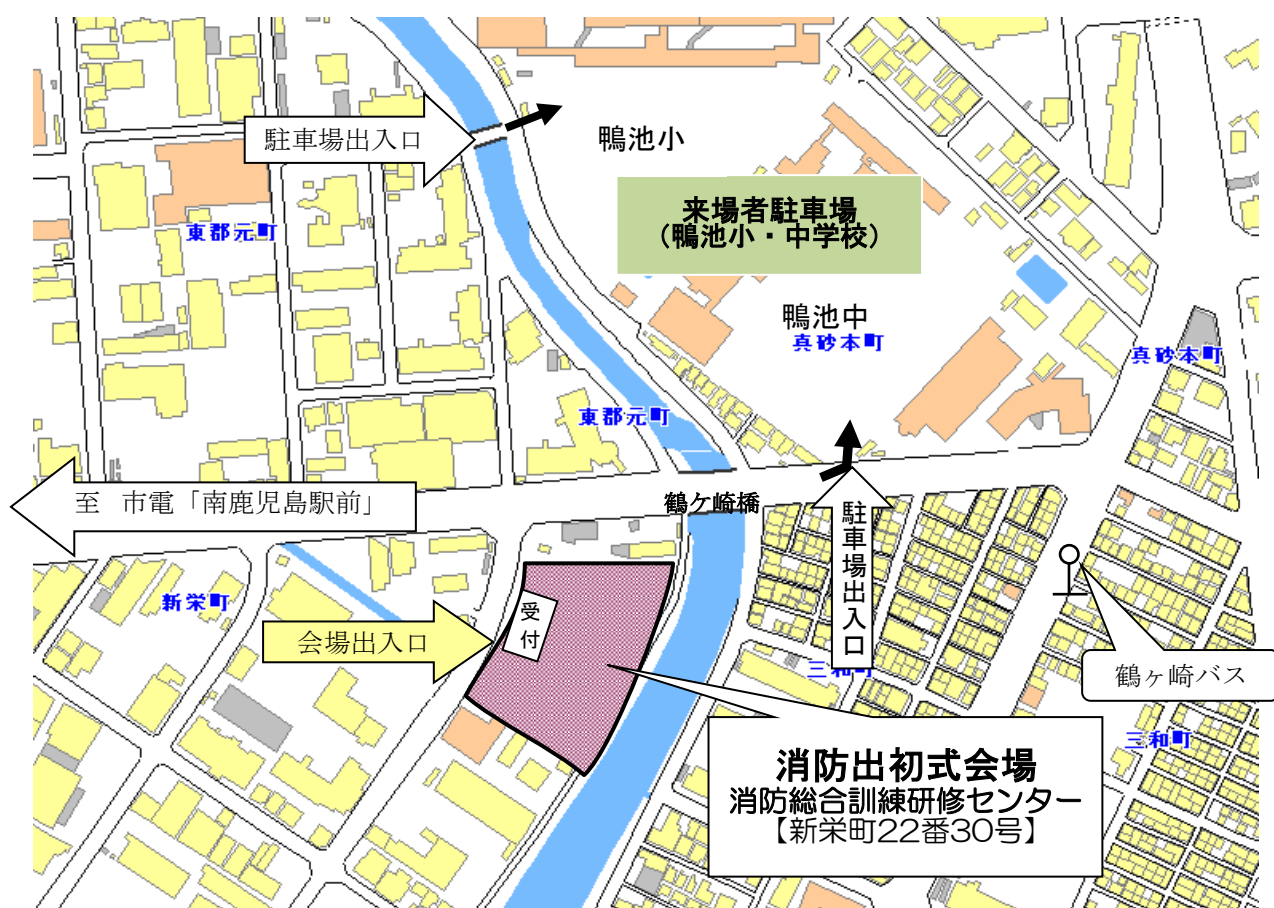 駐車場出入口
鴨池小
来場者駐車場
（鴨池小・中学校）
東郡元町
鴨池中
真砂本町
真砂本町
東郡元町
至 市電「南鹿児島駅前」
鶴ケ崎橋
駐車場出入口
新栄町
受付
会場出入口
三和町
鶴ヶ崎バス
三和町
消防出初式会場
消防総合訓練研修センター
【新栄町22番30号】